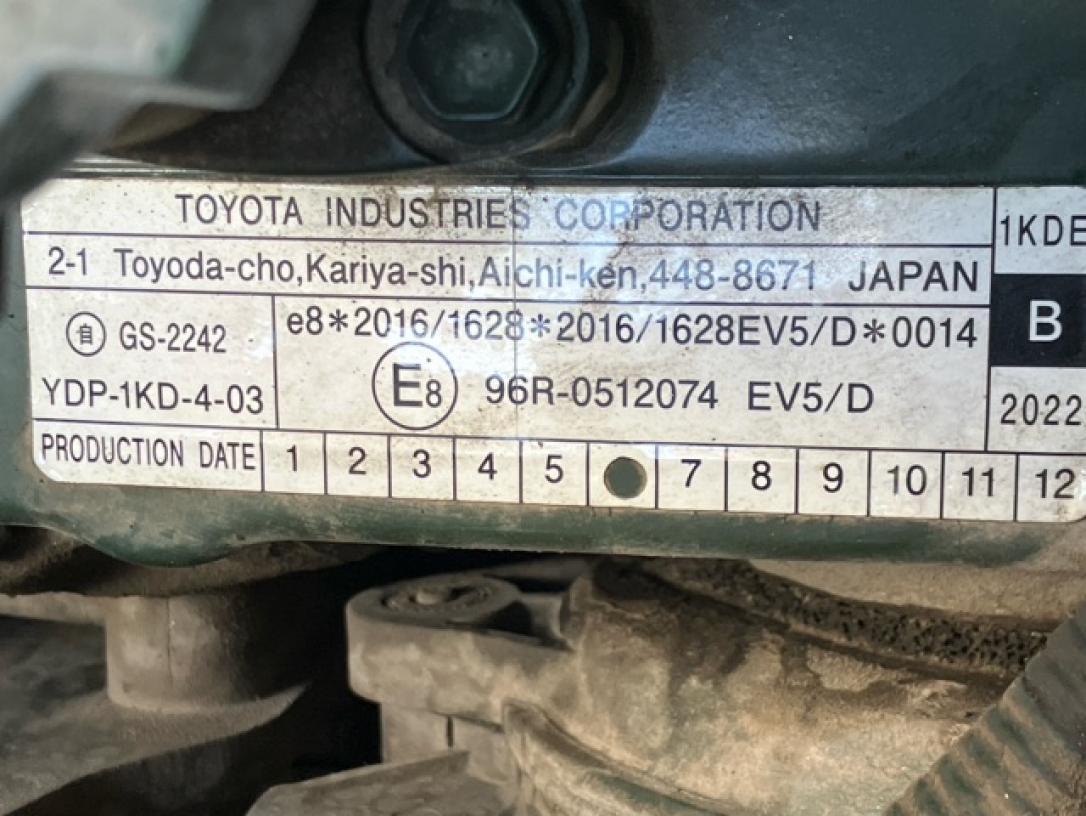 TOYOTA INDUSTRIES CORPORATION
1KDE
2-1 Toyoda-cho,Kariya-shi,Aichi-ken,448-8671 JAPAN
B
自 GS-2242
e8*2016/1628*2016/1628EV5/D*0014
YDP-1KD-4-03
E8 96R-0512074 EV5/D
2022
PRODUCTION DATE 1 2 3 4 5 7 8 9 10 11 12